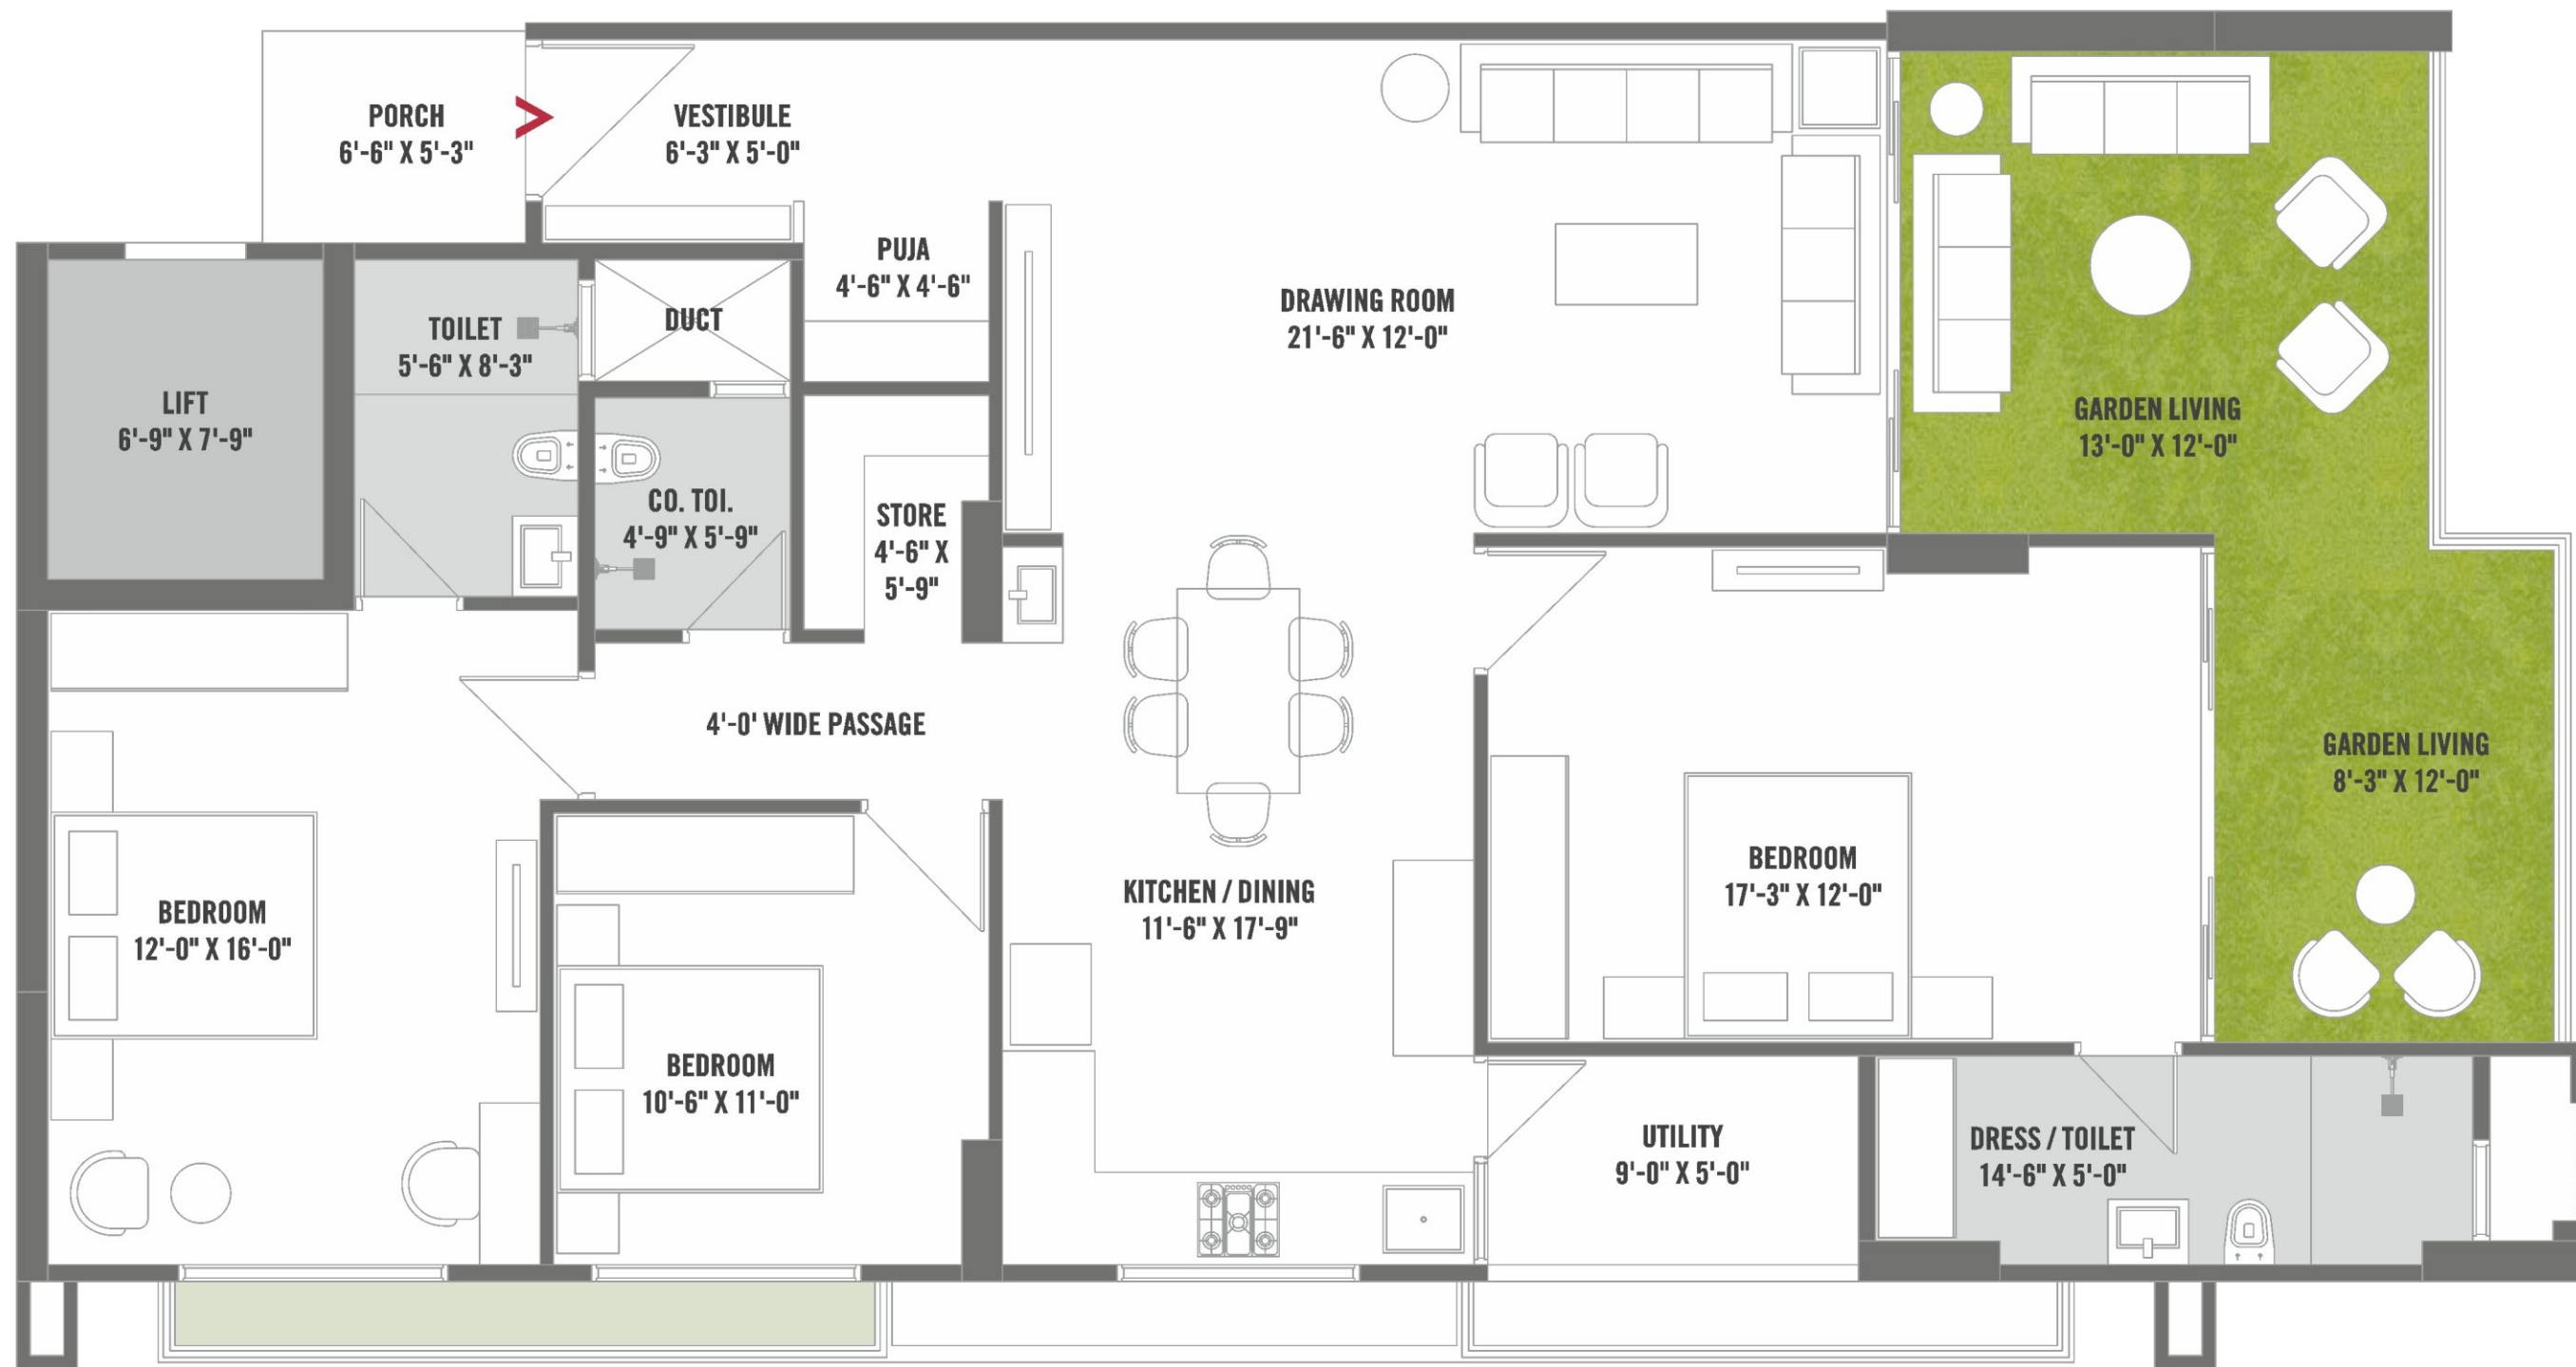 PORCH
6'-6" X 5'-3"
VESTIBULE
6'-3" X 5'-0"
PUJA
4'-6" X 4'-6"
DRAWING ROOM
21'-6" X 12'-0"
TOILET
5'-6" X 8'-3"
DUCT
LIFT
6'-9" X 7'-9"
GARDEN LIVING
13'-0" X 12'-0"
CO. TOI.
4'-9" X 5'-9"
STORE
4'-6" X
5'-9"
4'-0' WIDE PASSAGE
GARDEN LIVING
8'-3" X 12'-0"
BEDROOM
12'-0" X 16'-0"
KITCHEN / DINING
11'-6" X 17'-9"
BEDROOM
17'-3" X 12'-0"
BEDROOM
10'-6" X 11'-0"
UTILITY
9'-0" X 5'-0"
DRESS / TOILET
14'-6" X 5'-0"